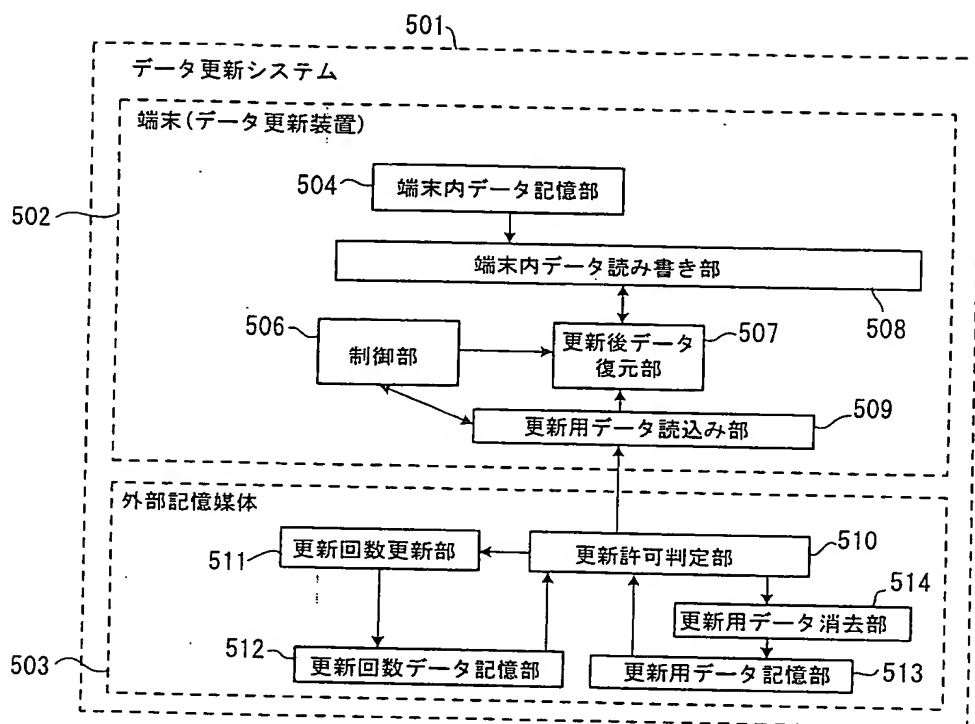 501
データ更新システム
端末(データ更新装置)
502
504
端末内データ記憶部
端末内データ読み書き部
508
506
制御部
更新後データ
復元部
507
更新用データ読込み部
509
外部記憶媒体
503
511
更新回数更新部
更新許可判定部
510
514
更新用データ消去部
512
更新回数データ記憶部
更新用データ記憶部
513